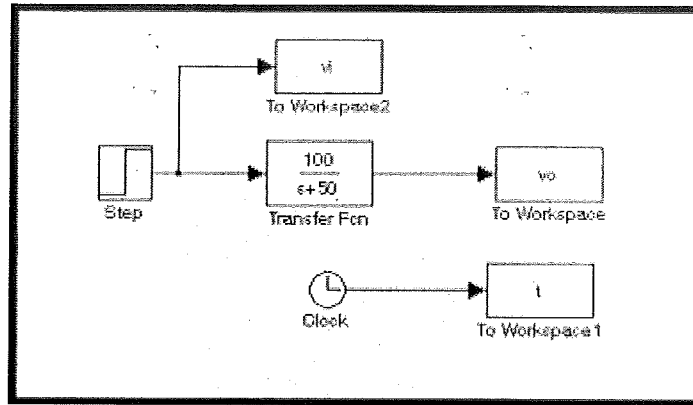 vi
To Workspace2
100
s+50
vo
Step
Transfer Fcn
To Workspace
t
Clock
To Workspace1